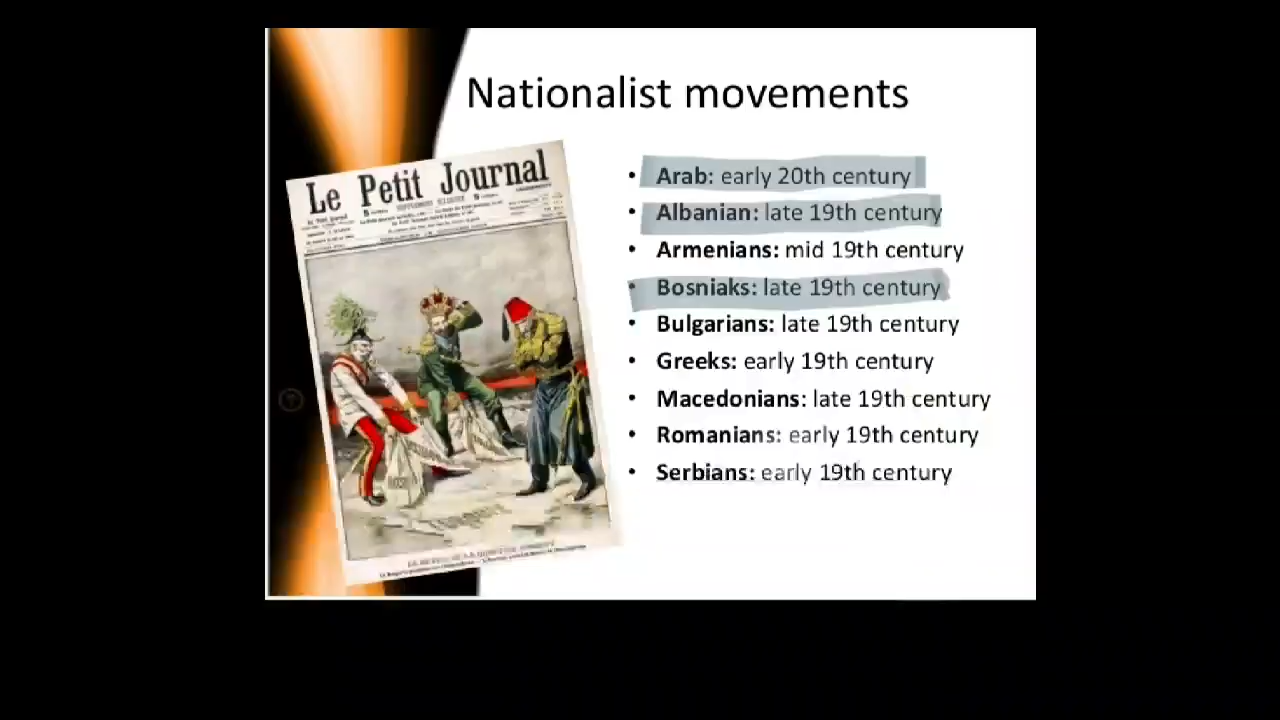 Nationalist movements
Le Petit Journal
• Arab: early 20th century
• Albanian: late 19th century
• Armenians: mid 19th century
• Bosniaks: late 19th century
• Bulgarians: late 19th century
• Greeks: early 19th century
• Macedonians: late 19th century
• Romanians: early 19th century
• Serbians: early 19th century